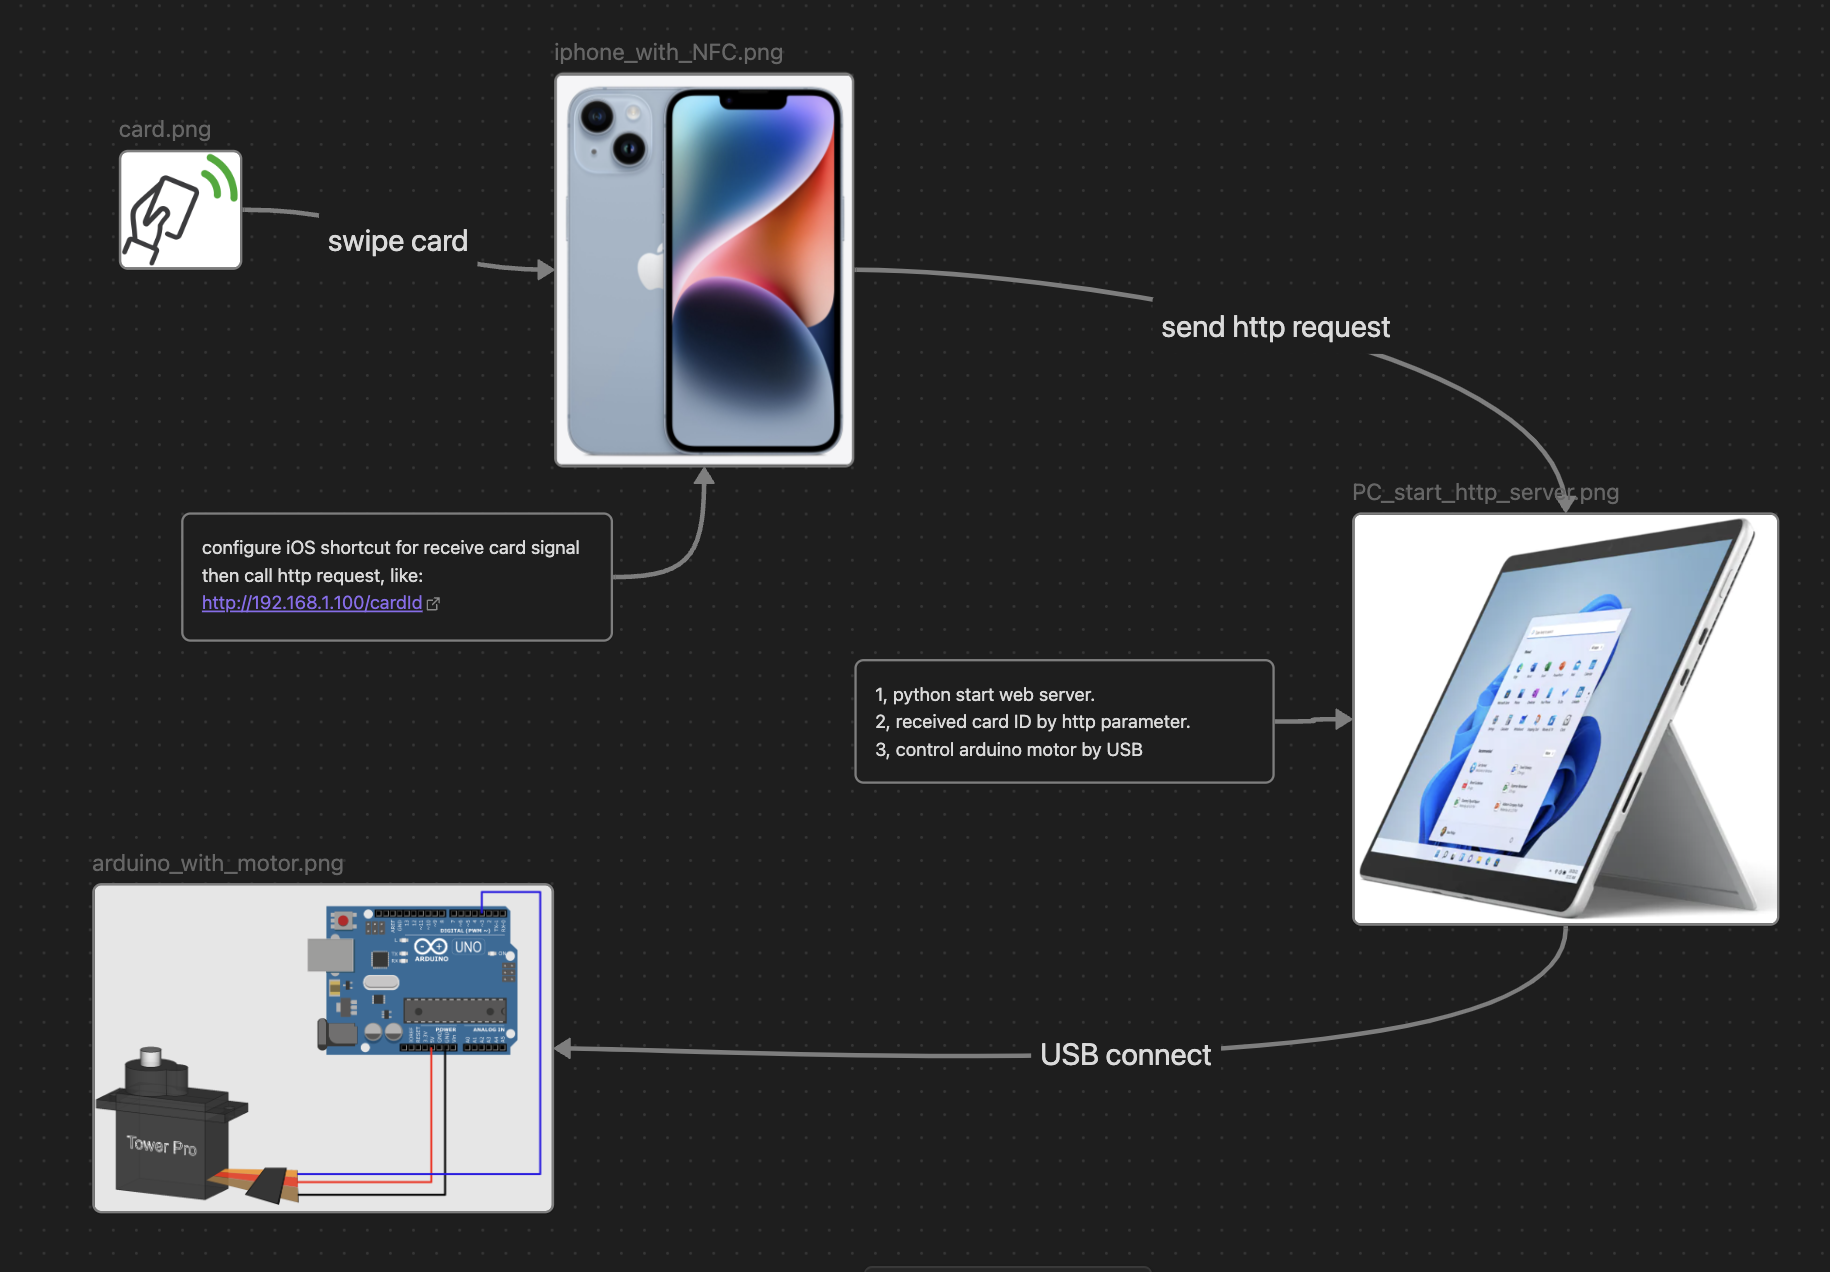 iphone_with_NFC.png
card.png
swipe card
send http request
PC_start_http_server.png
configure iOS shortcut for receive card signal
then call http request, like:
http://192.168.1.100/cardId
1, python start web server.
2, received card ID by http parameter.
3, control arduino motor by USB
arduino_with_motor.png
DIGITAL (PWM ~)
UNO
ARDUINO
POWER
ANALOG IN
Tower Pro
USB connect